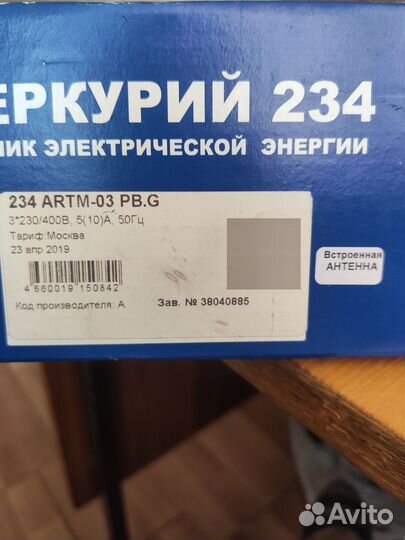 ЕРКУРИЙ 234
ИК ЭЛЕКТРИЧЕСКОЙ ЭНЕРГИИ
234 ARTM-03 PB.G
3*230/400В, 5(10)А, 50Гц
Тариф:Москва
23 апр 2019
Встроенная
АНТЕННА
4 660019 150842
Код производителя: А
Зав. № 38040885
Avito